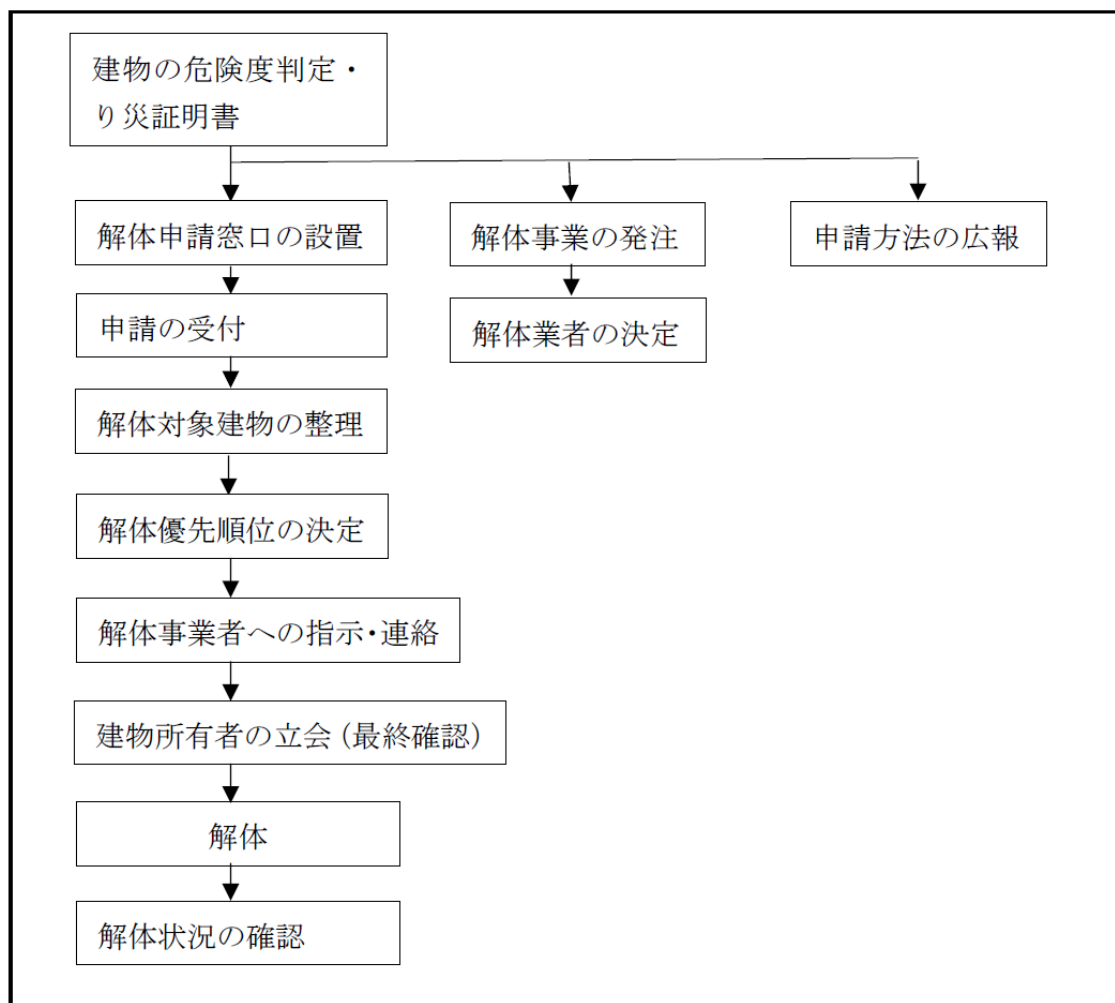 建物の危険度判定・
り災証明書
解体申請窓口の設置
解体事業の発注
申請方法の広報
申請の受付
解体業者の決定
解体対象建物の整理
解体優先順位の決定
解体事業者への指示・連絡
建物所有者の立会（最終確認）
解体
解体状況の確認